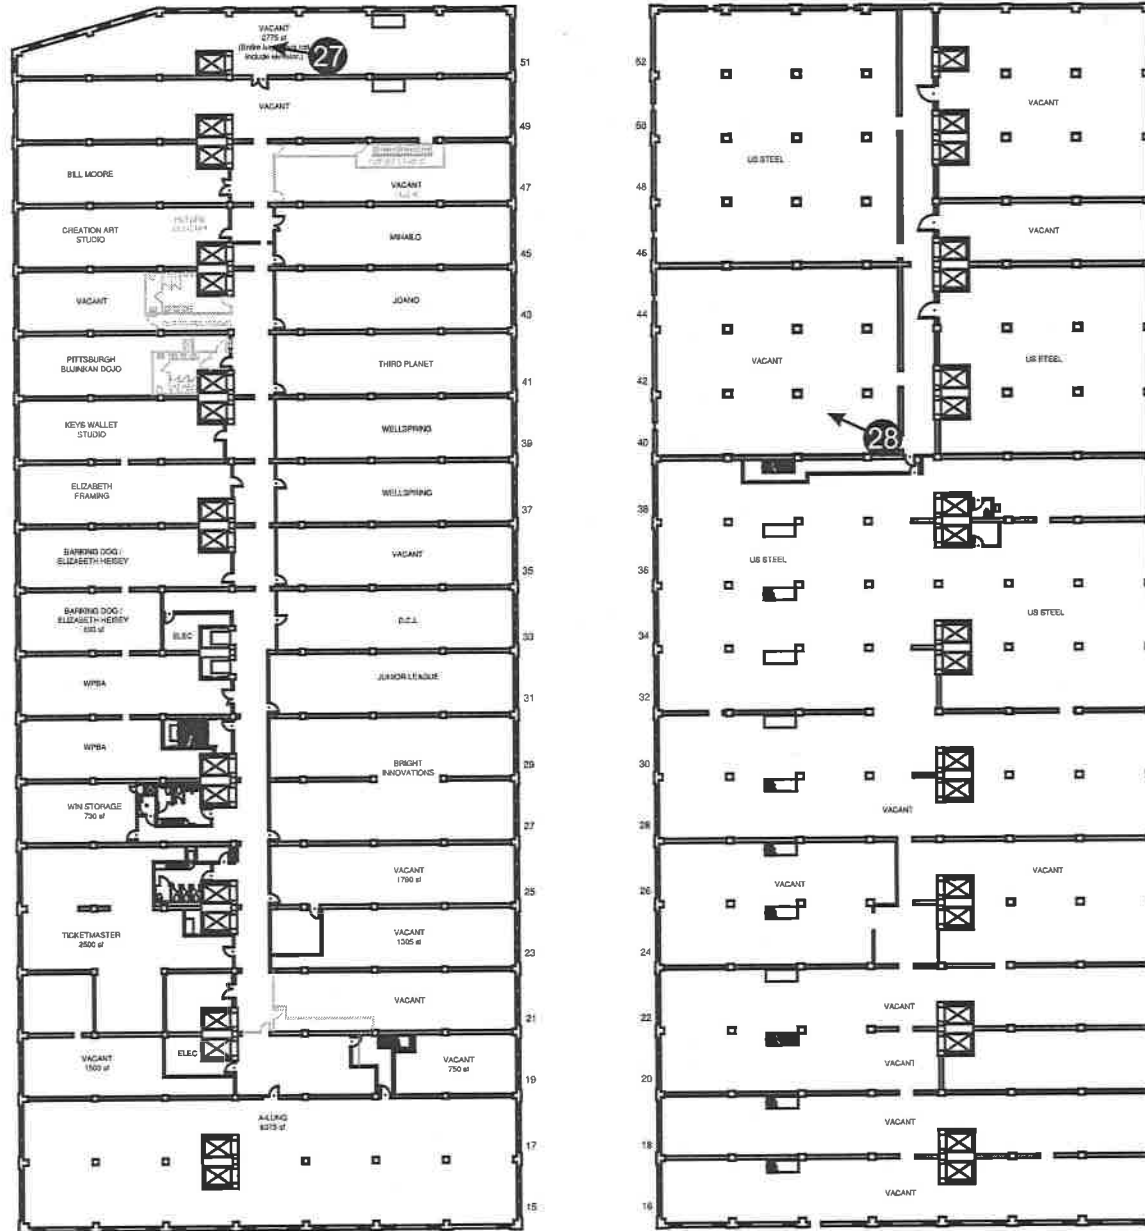 VACANT
2775 sf
27
51
VACANT
49
BILL MOORE
VACANT
47
CREATION ART
STUDIO
MIHAILO
45
VACANT
JOANO
43
PITTSBURGH
BUJINKAN DOJO
THIRD PLANET
41
KEYS WALLET
STUDIO
WELLSPRING
39
ELIZABETH
FRAMING
WELLSPRING
37
BARKING DOG /
ELIZABETH HEISEY
VACANT
35
BARKING DOG /
ELIZABETH HEISEY
ELEC
33
WPBA
JUNIOR LEAGUE
31
WPBA
BRIGHT
INNOVATIONS
29
WIN STORAGE
730 sf
27
VACANT
1790 sf
25
TICKETMASTER
2500 sf
VACANT
1305 sf
23
VACANT
21
VACANT
1503 sf
ELEC
VACANT
750 sf
19
A-LUNG
17
15
52
VACANT
50
US STEEL
48
VACANT
46
44
VACANT
US STEEL
42
28
40
38
US STEEL
36
US STEEL
34
32
30
VACANT
28
VACANT
VACANT
26
24
VACANT
22
VACANT
20
VACANT
18
VACANT
16